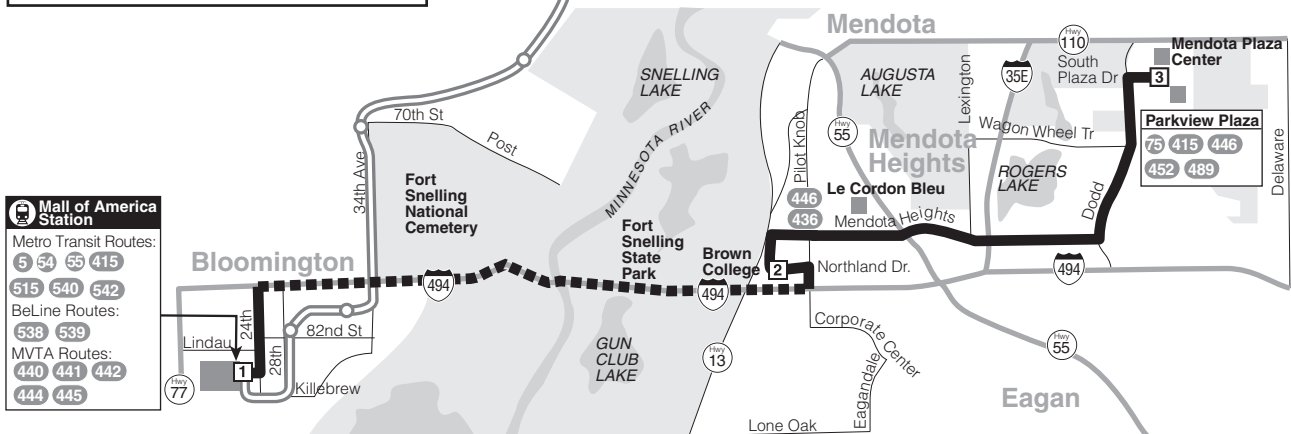 Mendota
Hwy
110
Mendota Plaza
Center
South
Plaza Dr
3
35E
SNELLING
LAKE
AUGUSTA
LAKE
Lexington
70th St
Post
MINNESOTA RIVER
Pilot Knob
Hwy
55
Mendota
Heights
Wagon Wheel Tr
Parkview Plaza
75 415 446
452 489
Delaware
34th Ave
Fort
Snelling
National
Cemetery
ROGERS
LAKE
Le Cordon Bleu
446
436
Mendota Heights
Dodd
Mall of America
Station
Metro Transit Routes:
5 54 55 415
515 540 542
BeLine Routes:
538 539
MVTA Routes:
440 441 442
444 445
Bloomington
Fort
Snelling
State
Park
Brown
College
2
Northland Dr.
494
494
494
24th
Lindau
28th
82nd St
1
Killebrew
Hwy
77
GUN
CLUB
LAKE
Hwy
13
Corporate Center
Eagandale
Lone Oak
Hwy
55
Eagan